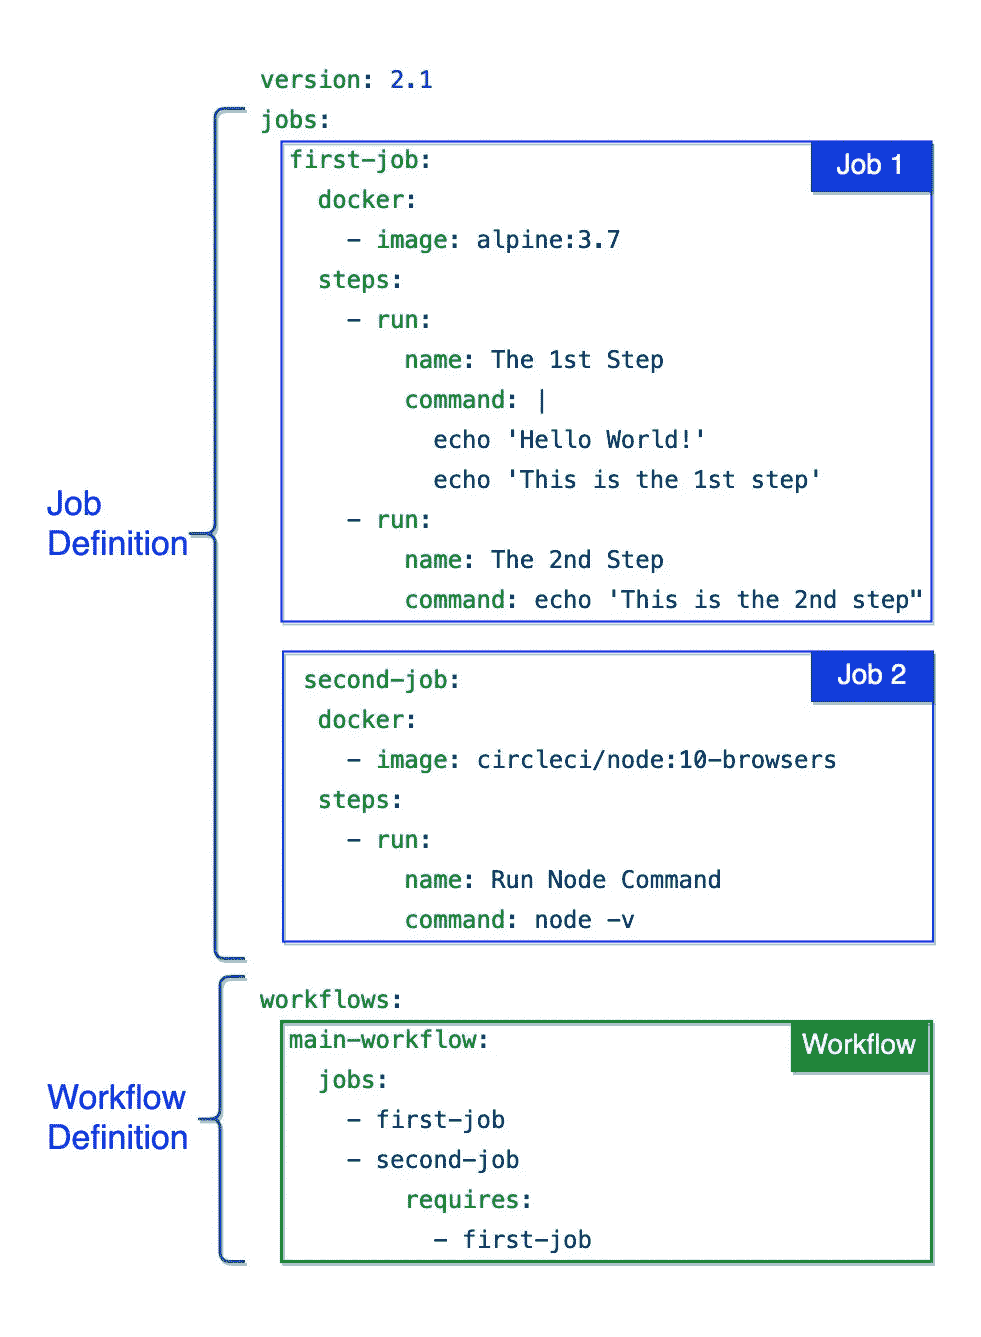 version: 2.1
jobs:
first-job:
Job 1
docker:
- image: alpine:3.7
steps:
- run:
name: The 1st Step
command: |
echo 'Hello World!'
echo 'This is the 1st step'
- run:
name: The 2nd Step
command: echo 'This is the 2nd step"
Job
Definition
second-job:
Job 2
docker:
- image: circleci/node:10-browsers
steps:
- run:
name: Run Node Command
command: node -v
workflows:
main-workflow:
Workflow
jobs:
- first-job
- second-job
requires:
- first-job
Workflow
Definition